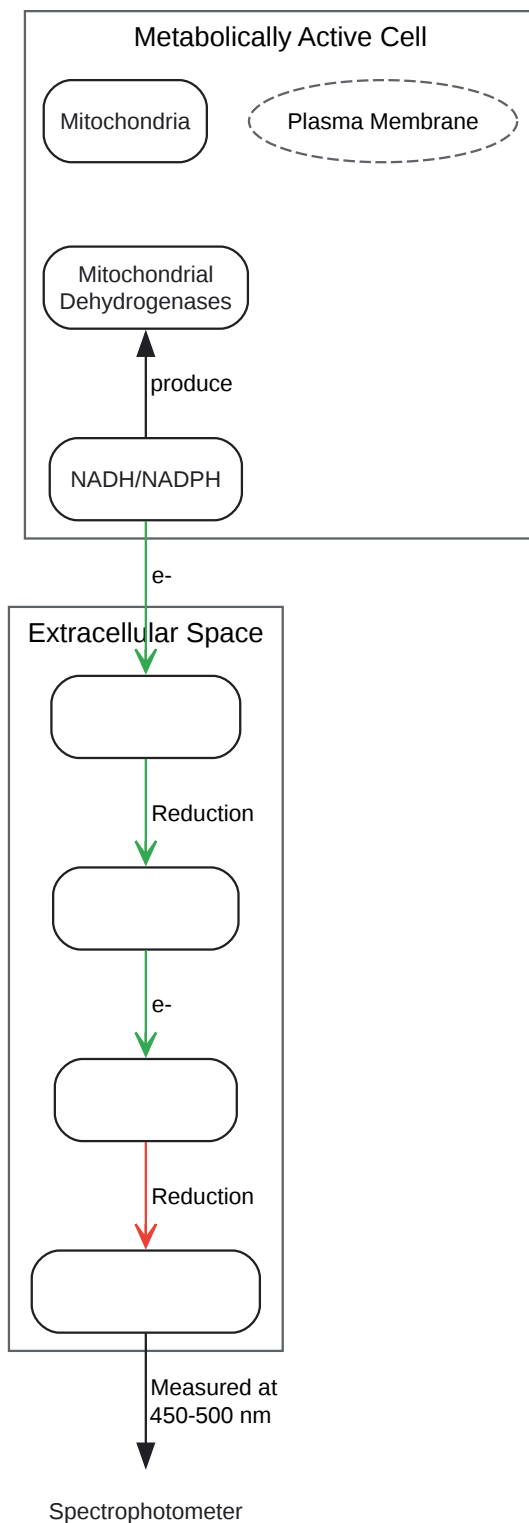 Metabolically Active Cell
Mitochondria
Plasma Membrane
Mitochondrial
Dehydrogenases
produce
NADH/NADPH
e-
Extracellular Space
Reduction
e-
Reduction
Measured at
450-500 nm
Spectrophotometer